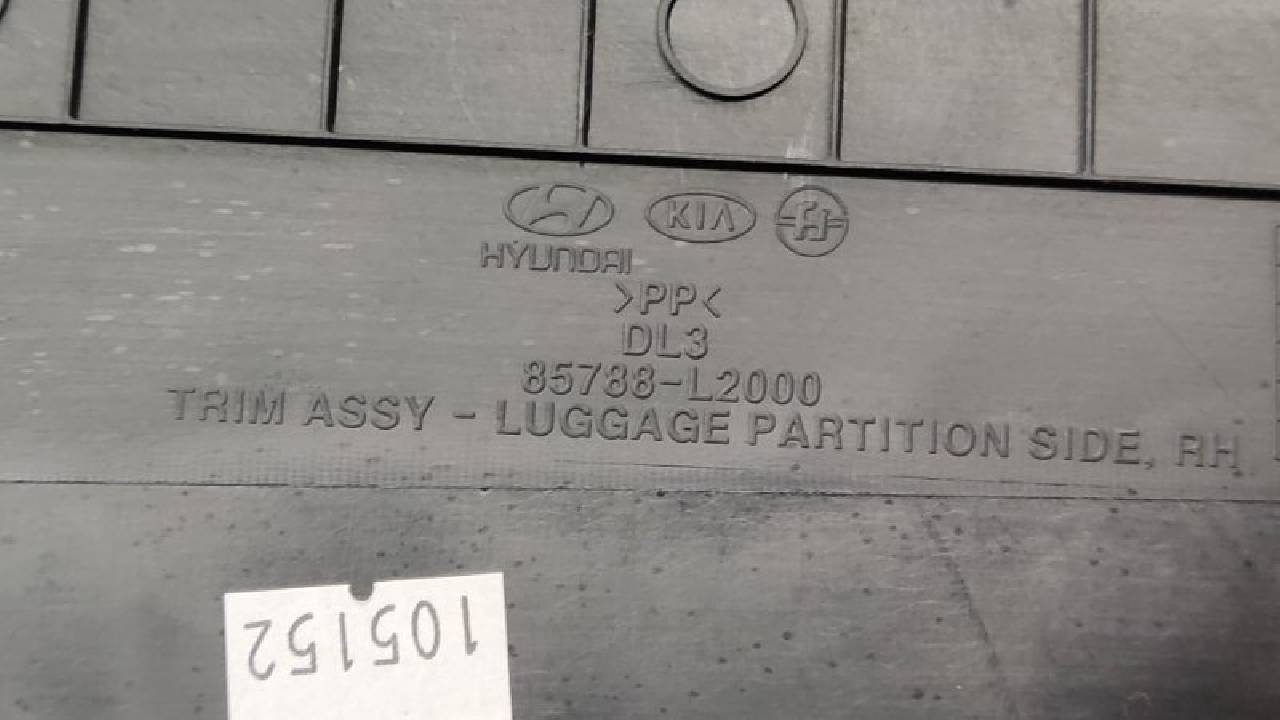 HYUNDAI
KIA
>PP<
DL3
85788-L2000
TRIM ASSY - LUGGAGE PARTITION SIDE, RH
105152